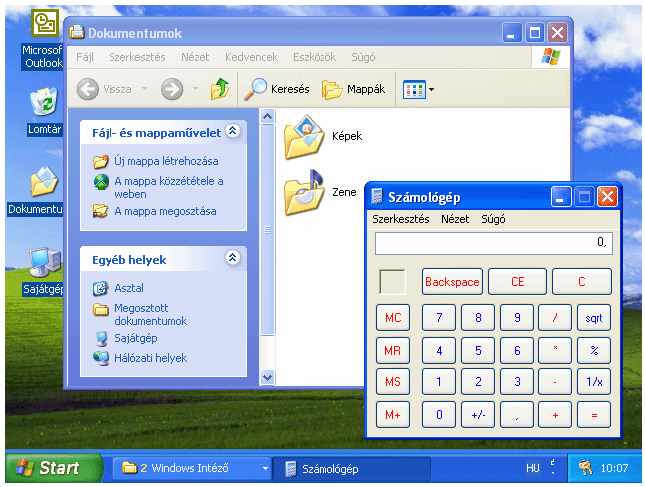 Microsoft
Outlook
Lomtár
Dokumentu
Sajátgép
Dokumentumok
Fájl Szerkesztés Nézet Kedvencek Eszközök Súgó
Vissza Keresés Mappák
Fájl- és mappaművelet
Új mappa létrehozása
A mappa közzététele a
weben
A mappa megosztása
Egyéb helyek
Asztal
Megosztott
dokumentumok
Sajátgép
Hálózati helyek
Képek
Zene
Számológép
Szerkesztés Nézet Súgó
0,
Backspace CE C
MC 7 8 9 / sqrt
MR 4 5 6 * %
MS 1 2 3 - 1/x
M+ 0 +/- , + =
Start 2 Windows Intéző Számológép HU 10:07